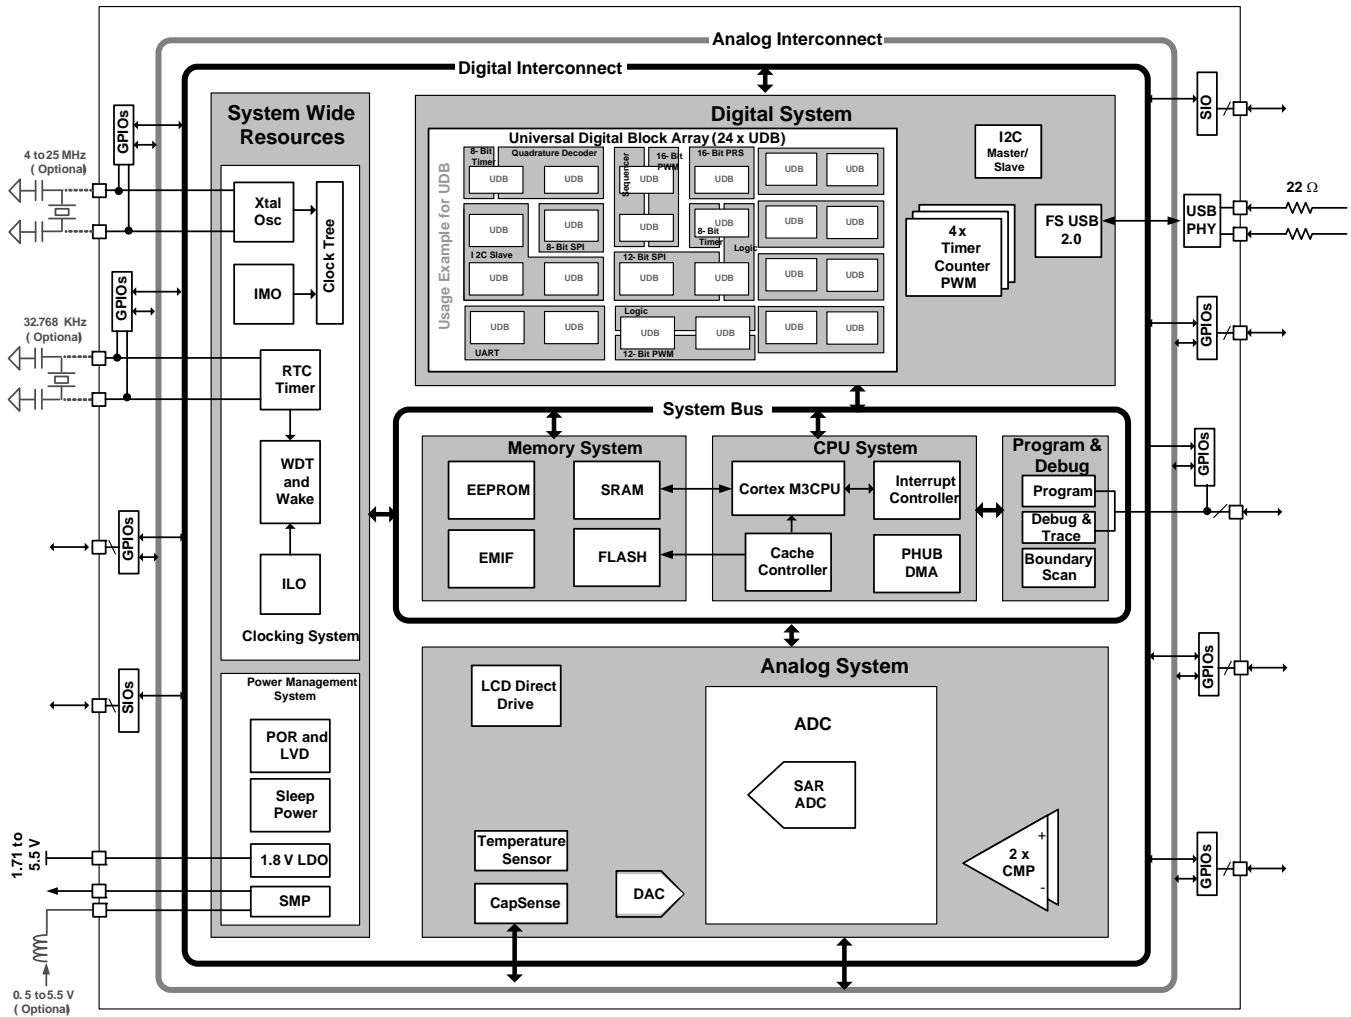 Analog Interconnect
Digital Interconnect
System Wide
Resources
GPIOs
4 to 25 MHz
( Optional)
Xtal
Osc
IMO
Clock Tree
GPIOs
32.768 KHz
( Optional)
RTC
Timer
WDT
and
Wake
ILO
Clocking System
GPIOs
SIOs
Power Management
System
POR and
LVD
Sleep
Power
1.71 to
5.5 V
1.8 V LDO
SMP
0. 5 to 5.5 V
( Optional)
Digital System
Universal Digital Block Array (24 x UDB)
Usage Example for UDB
8- Bit
Timer
Quadrature Decoder
Sequencer
16- Bit
PWM
16- Bit PRS
UDB
UDB
UDB
UDB
UDB
UDB
UDB
UDB
UDB
UDB
UDB
UDB
I2C Slave
8- Bit SPI
8- Bit
Timer
Logic
12- Bit SPI
UDB
UDB
UDB
UDB
UDB
UDB
Logic
UDB
UDB
UDB
UDB
UDB
UDB
UART
12- Bit PWM
I2C
Master/
Slave
4 x
Timer
Counter
PWM
FS USB
2.0
SIO
USB
PHY
22 Ω
GPIOs
GPIOs
GPIOs
GPIOs
System Bus
Memory System
EEPROM
SRAM
EMIF
FLASH
CPU System
Cortex M3CPU
Interrupt
Controller
Cache
Controller
PHUB
DMA
Program &
Debug
Program
Debug &
Trace
Boundary
Scan
Analog System
LCD Direct
Drive
ADC
SAR
ADC
Temperature
Sensor
CapSense
DAC
2 x
CMP
+
-